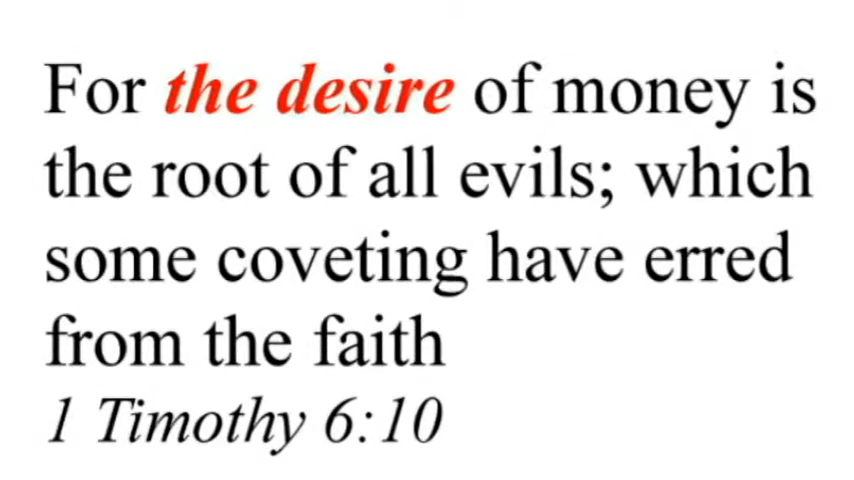 For the desire of money is
the root of all evils; which
some coveting have erred
from the faith
1 Timothy 6:10